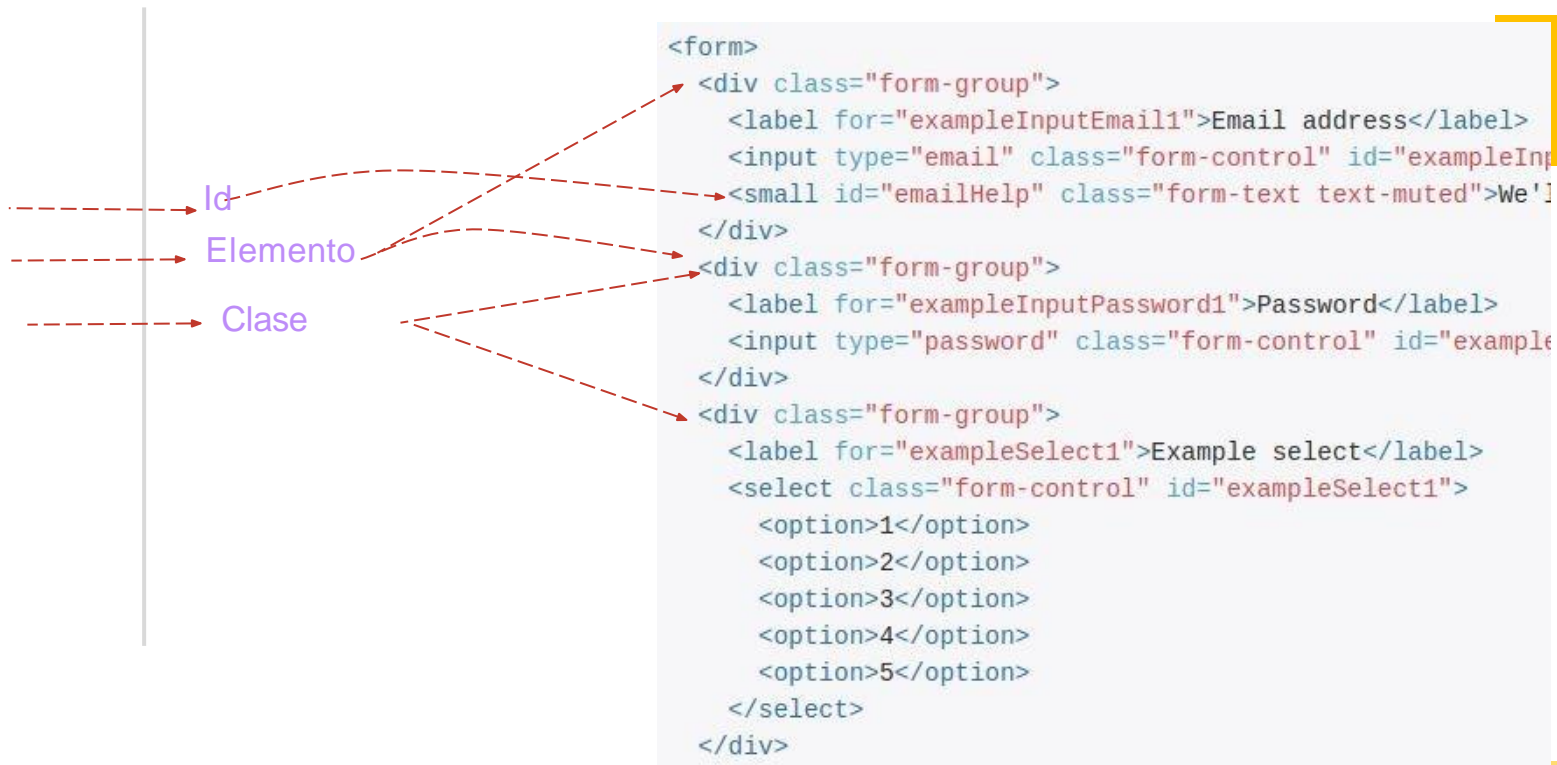 Id
Elemento
Clase
<form>
<div class="form-group">
<label for="exampleInputEmail1">Email address</label>
<input type="email" class="form-control" id="exampleInp
<small id="emailHelp" class="form-text text-muted">We'l
</div>
<div class="form-group">
<label for="exampleInputPassword1">Password</label>
<input type="password" class="form-control" id="example
</div>
<div class="form-group">
<label for="exampleSelect1">Example select</label>
<select class="form-control" id="exampleSelect1">
<option>1</option>
<option>2</option>
<option>3</option>
<option>4</option>
<option>5</option>
</select>
</div>